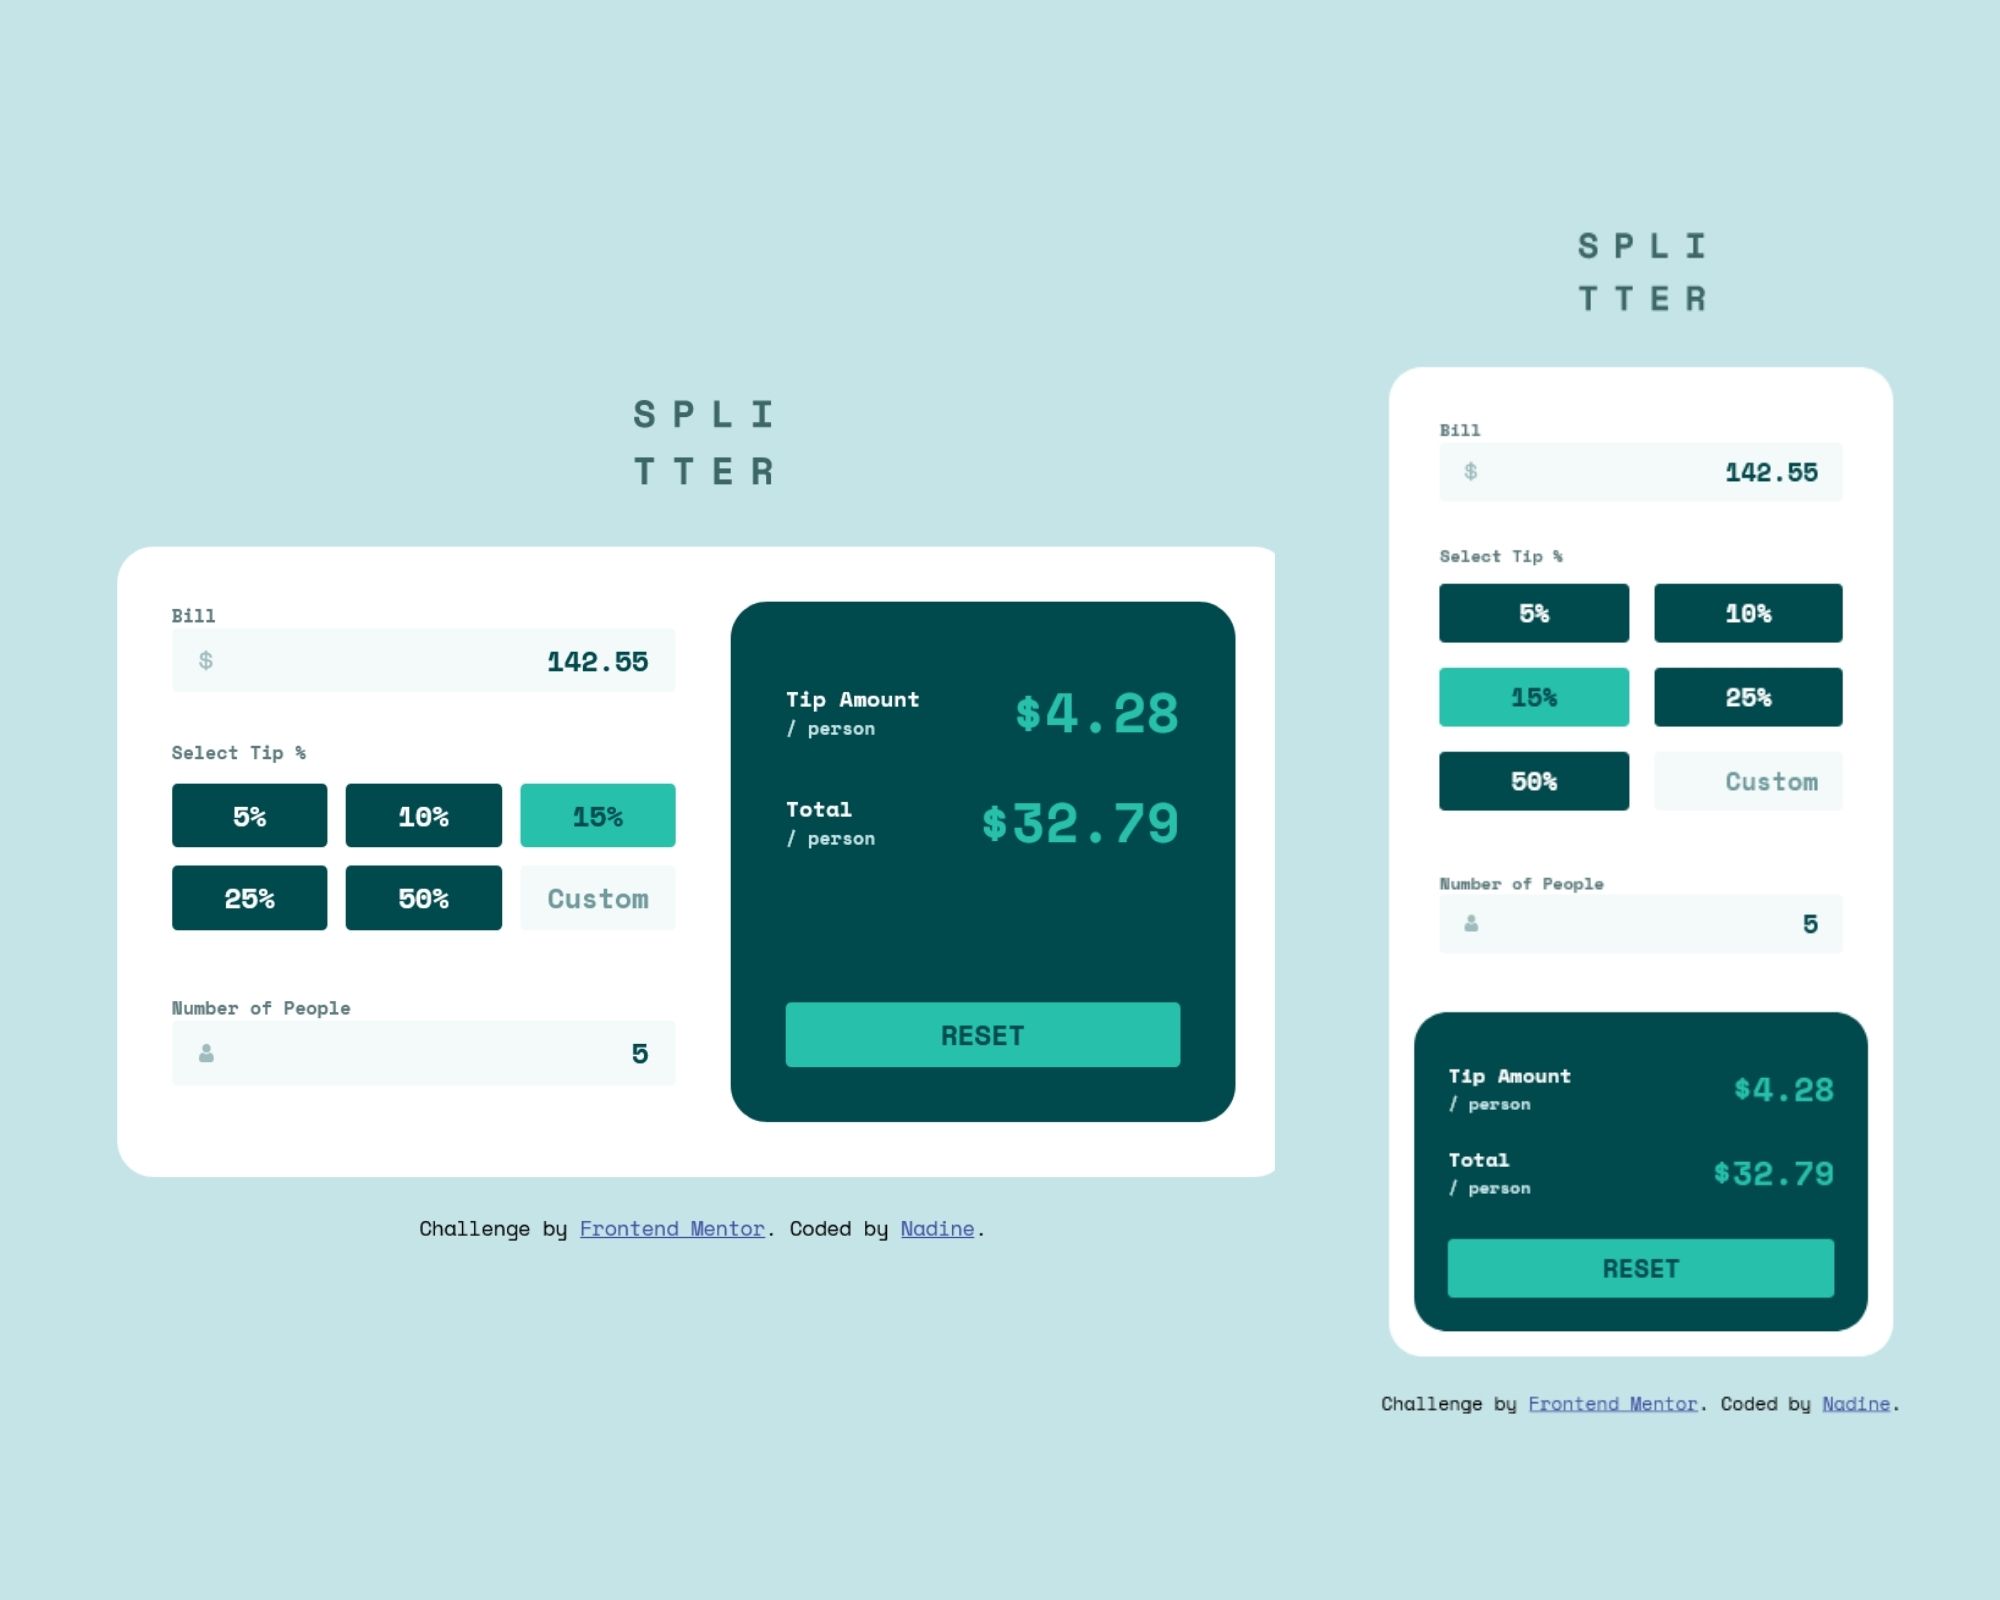 S P L I
T T E R
Bill
$ 142.55
Select Tip %
5% 10% 15%
25% 50% Custom
Number of People
5
Tip Amount
/ person
$4.28
Total
/ person
$32.79
RESET
Challenge by Frontend Mentor. Coded by Nadine.
S P L I
T T E R
Bill
$ 142.55
Select Tip %
5% 10%
15% 25%
50% Custom
Number of People
5
Tip Amount
/ person
$4.28
Total
/ person
$32.79
RESET
Challenge by Frontend Mentor. Coded by Nadine.